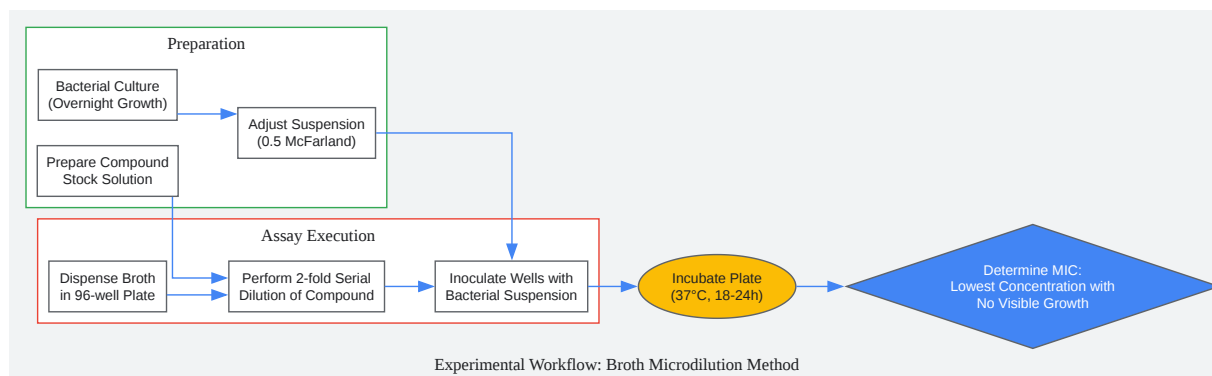 Preparation
Bacterial Culture
(Overnight Growth)
Adjust Suspension
(0.5 McFarland)
Prepare Compound
Stock Solution
Assay Execution
Dispense Broth
in 96-well Plate
Perform 2-fold Serial
Dilution of Compound
Inoculate Wells with
Bacterial Suspension
Incubate Plate
(37°C, 18-24h)
Determine MIC:
Lowest Concentration with
No Visible Growth
Experimental Workflow: Broth Microdilution Method